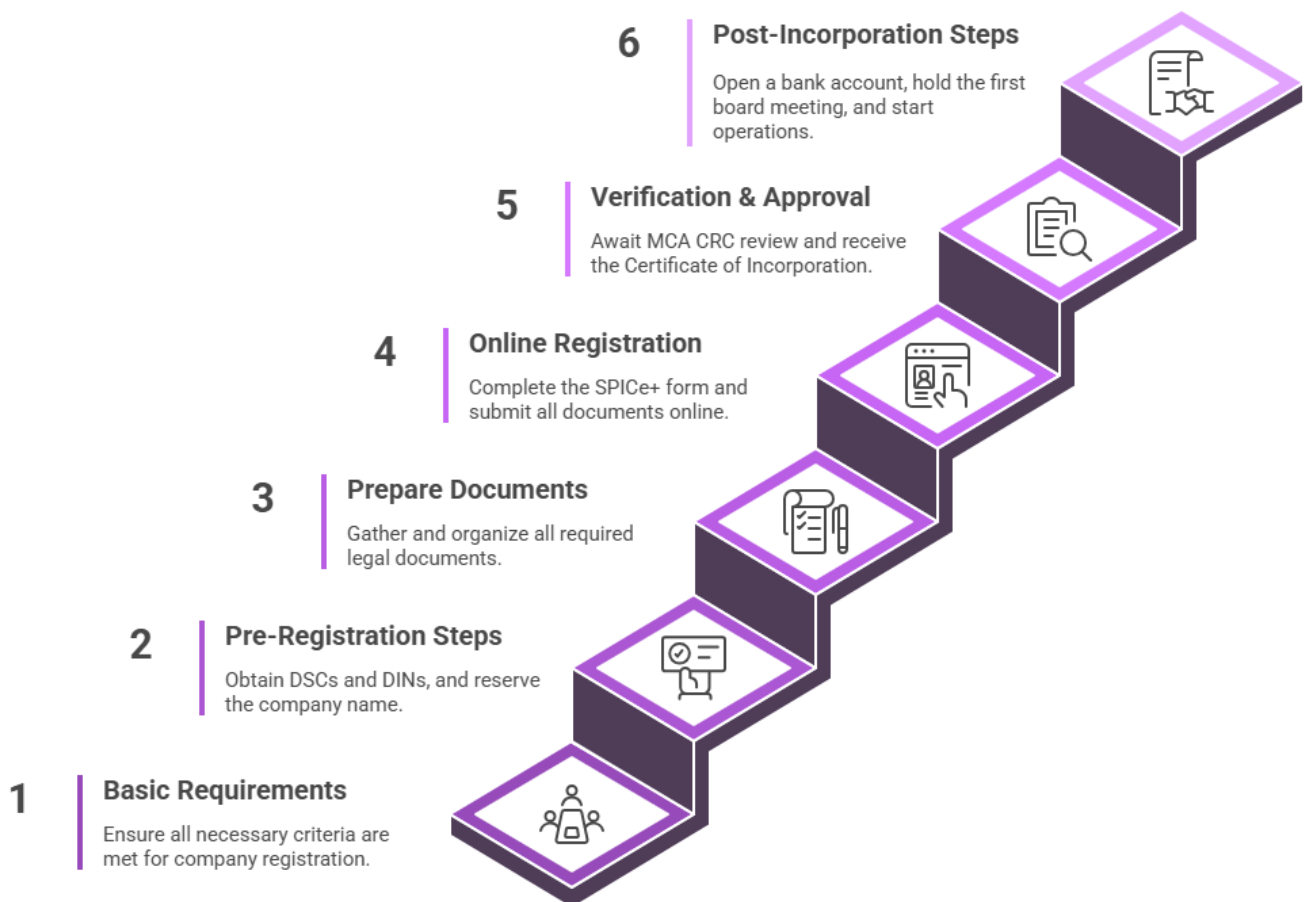 6
Post-Incorporation Steps
Open a bank account, hold the first
board meeting, and start
operations.
5
Verification & Approval
Await MCA CRC review and receive
the Certificate of Incorporation.
4
Online Registration
Complete the SPICe+ form and
submit all documents online.
3
Prepare Documents
Gather and organize all required
legal documents.
2
Pre-Registration Steps
Obtain DSCs and DINs, and reserve
the company name.
1
Basic Requirements
Ensure all necessary criteria are
met for company registration.